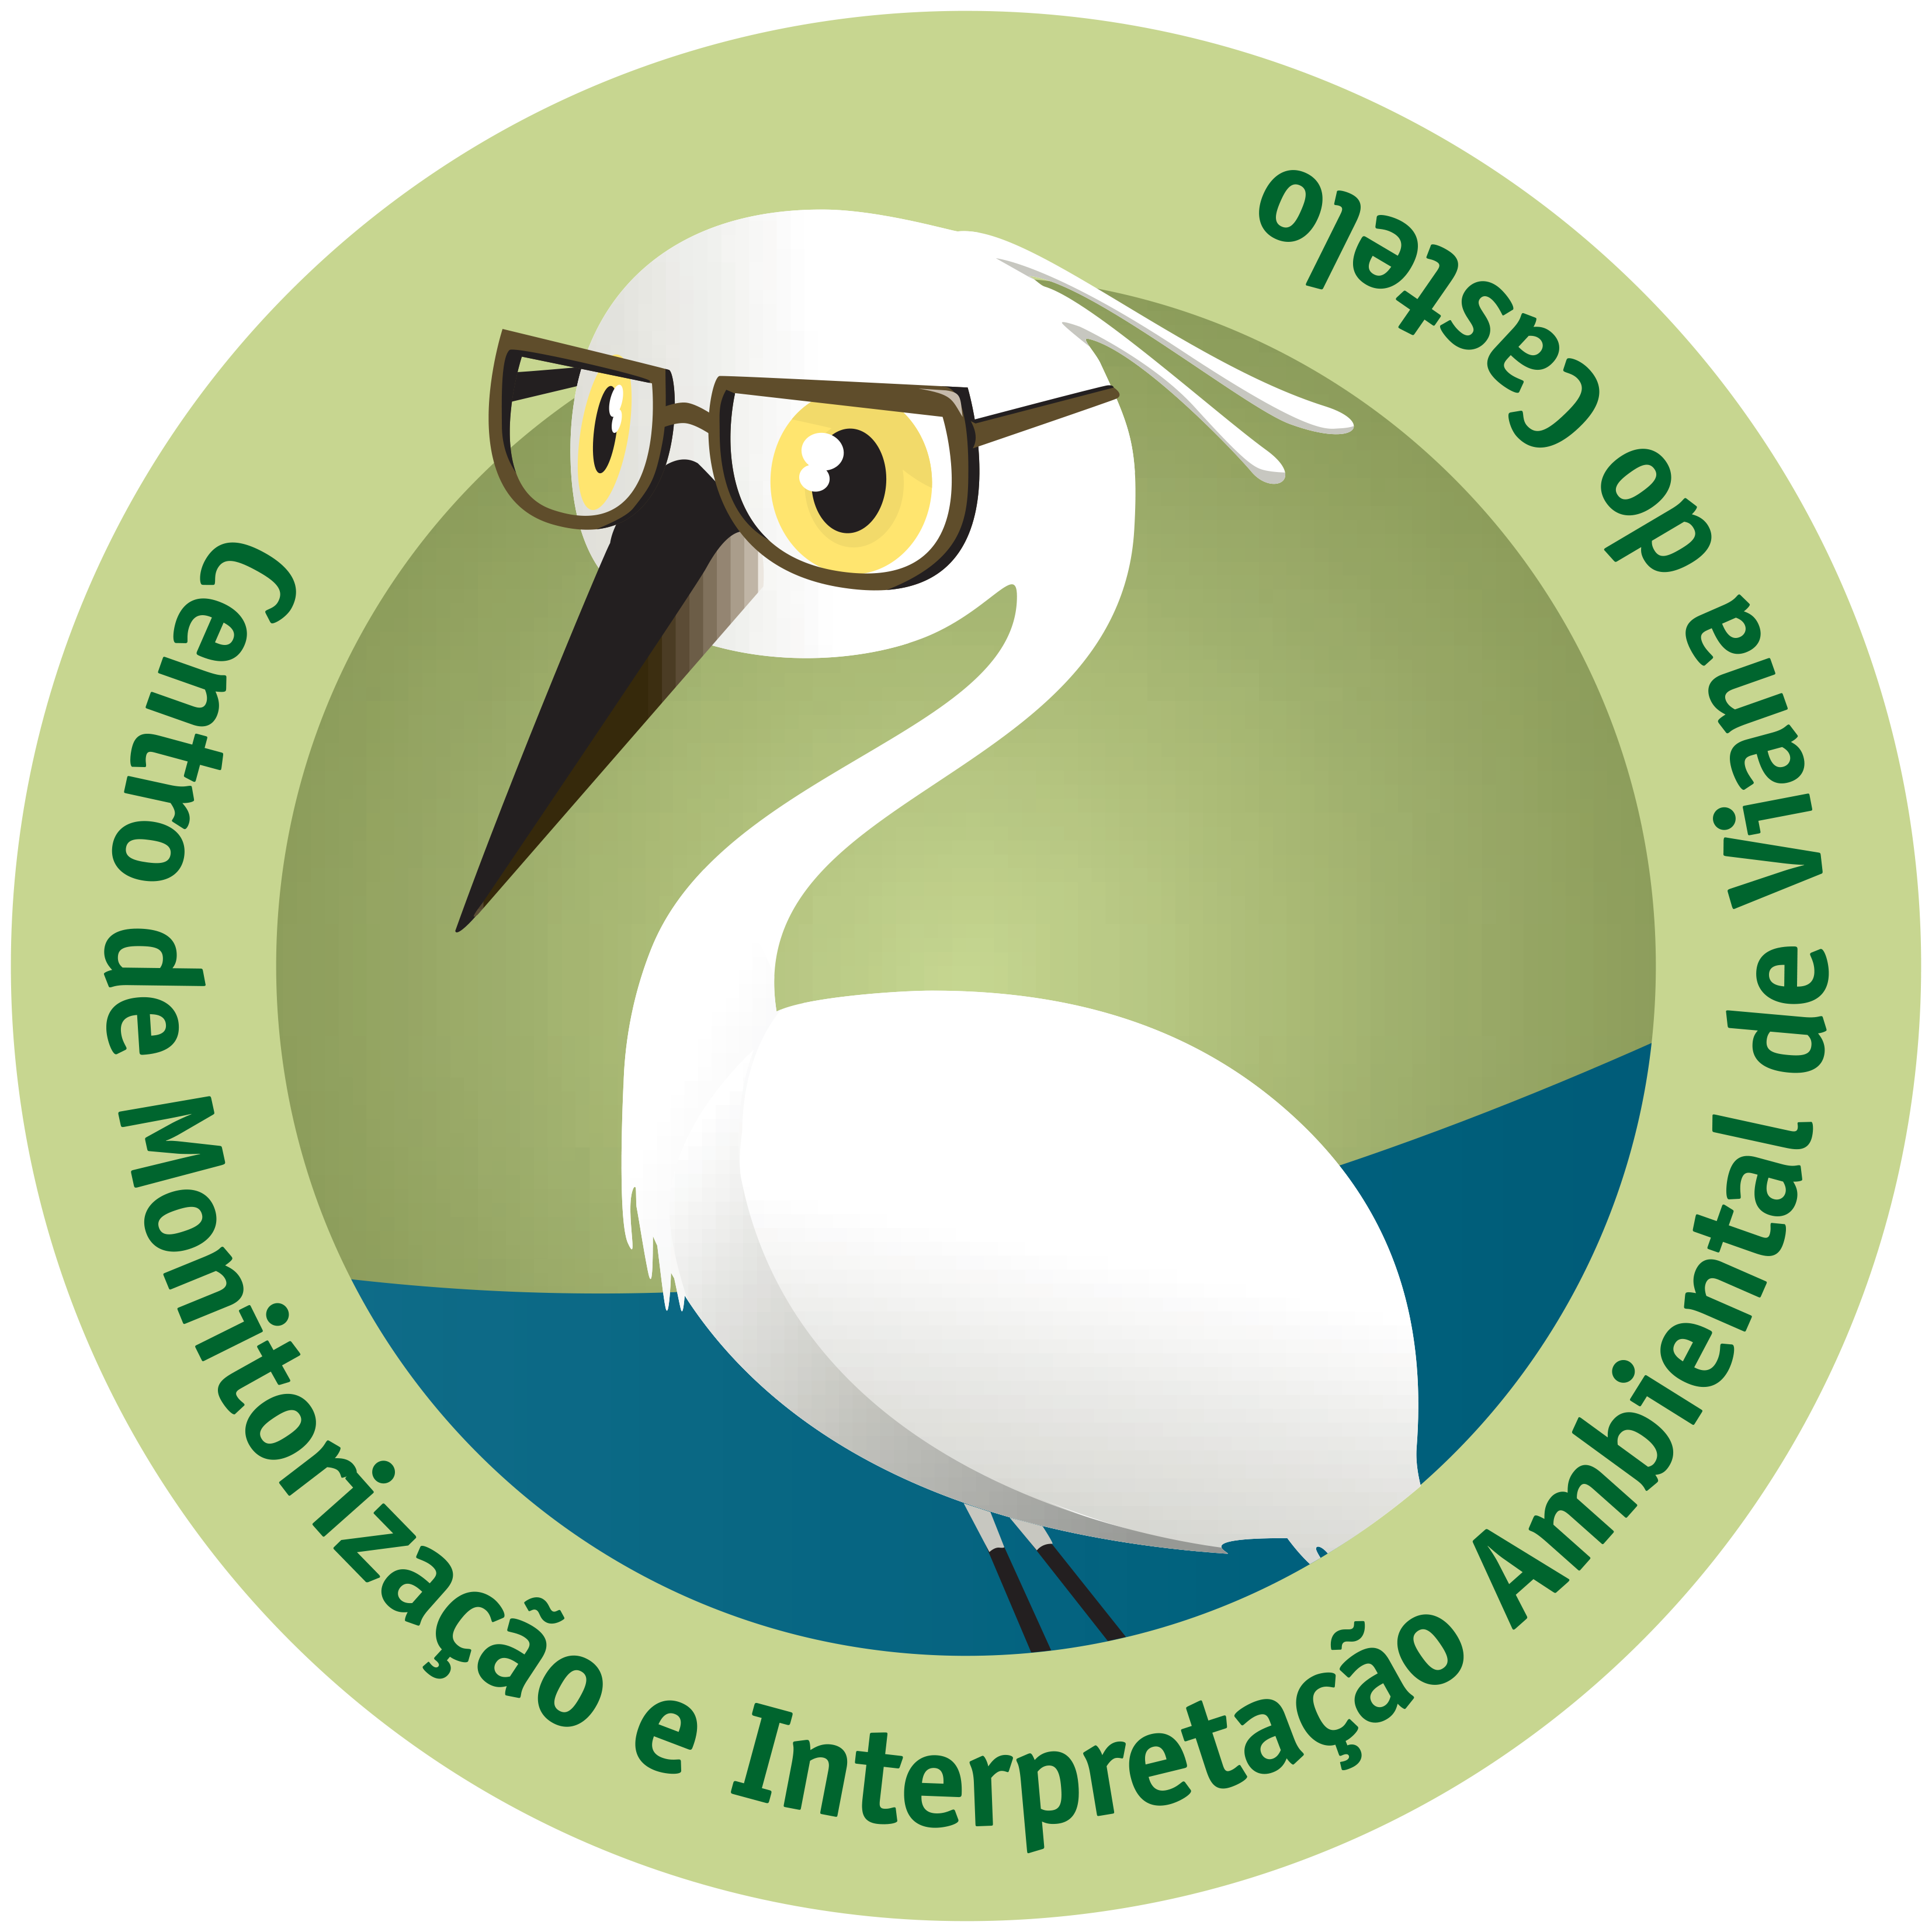 Centro de Monitorização e Interpretação Ambiental de Viana do Castelo